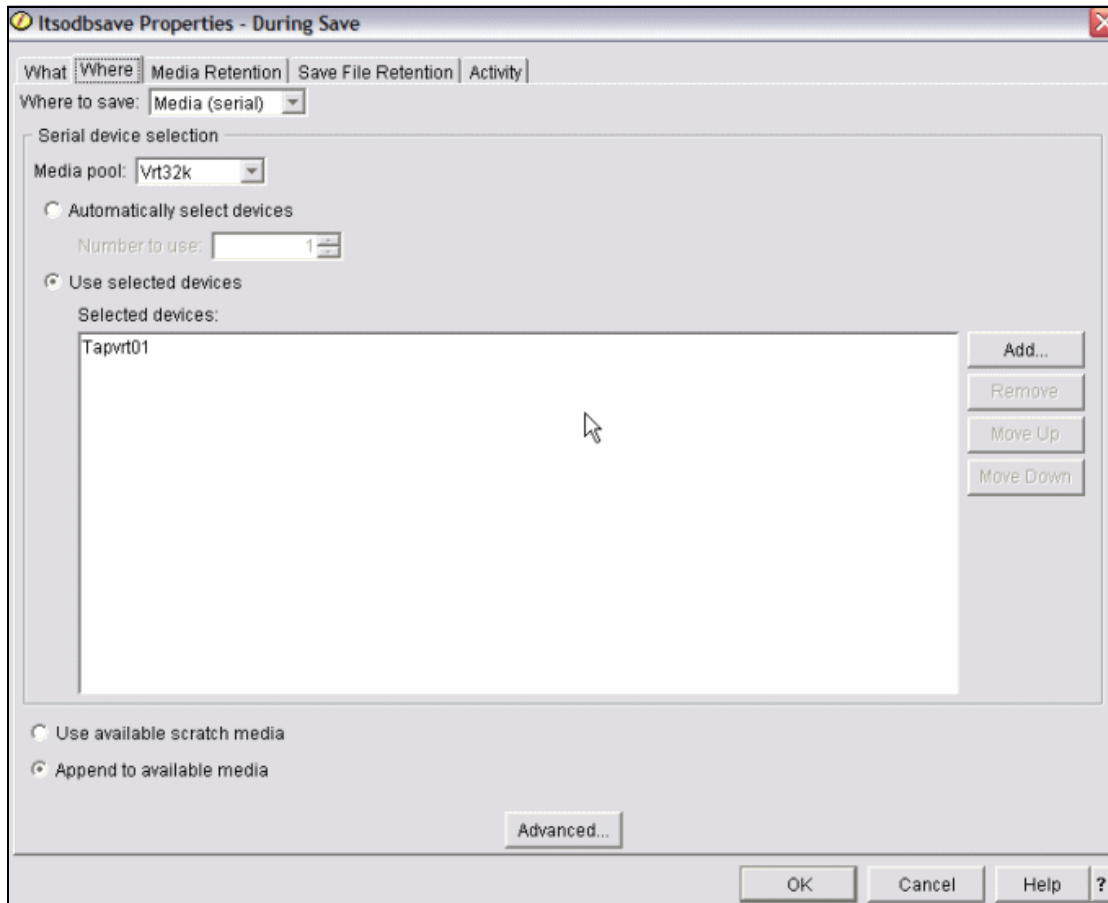 Itsodbsave Properties - During Save
What Where Media Retention Save File Retention Activity
Where to save: Media (serial)
Serial device selection
Media pool: Vrt32k
Automatically select devices
Number to use: 1
Use selected devices
Selected devices:
Tapvrt01
Add...
Remove
Move Up
Move Down
Use available scratch media
Append to available media
Advanced...
OK Cancel Help ?